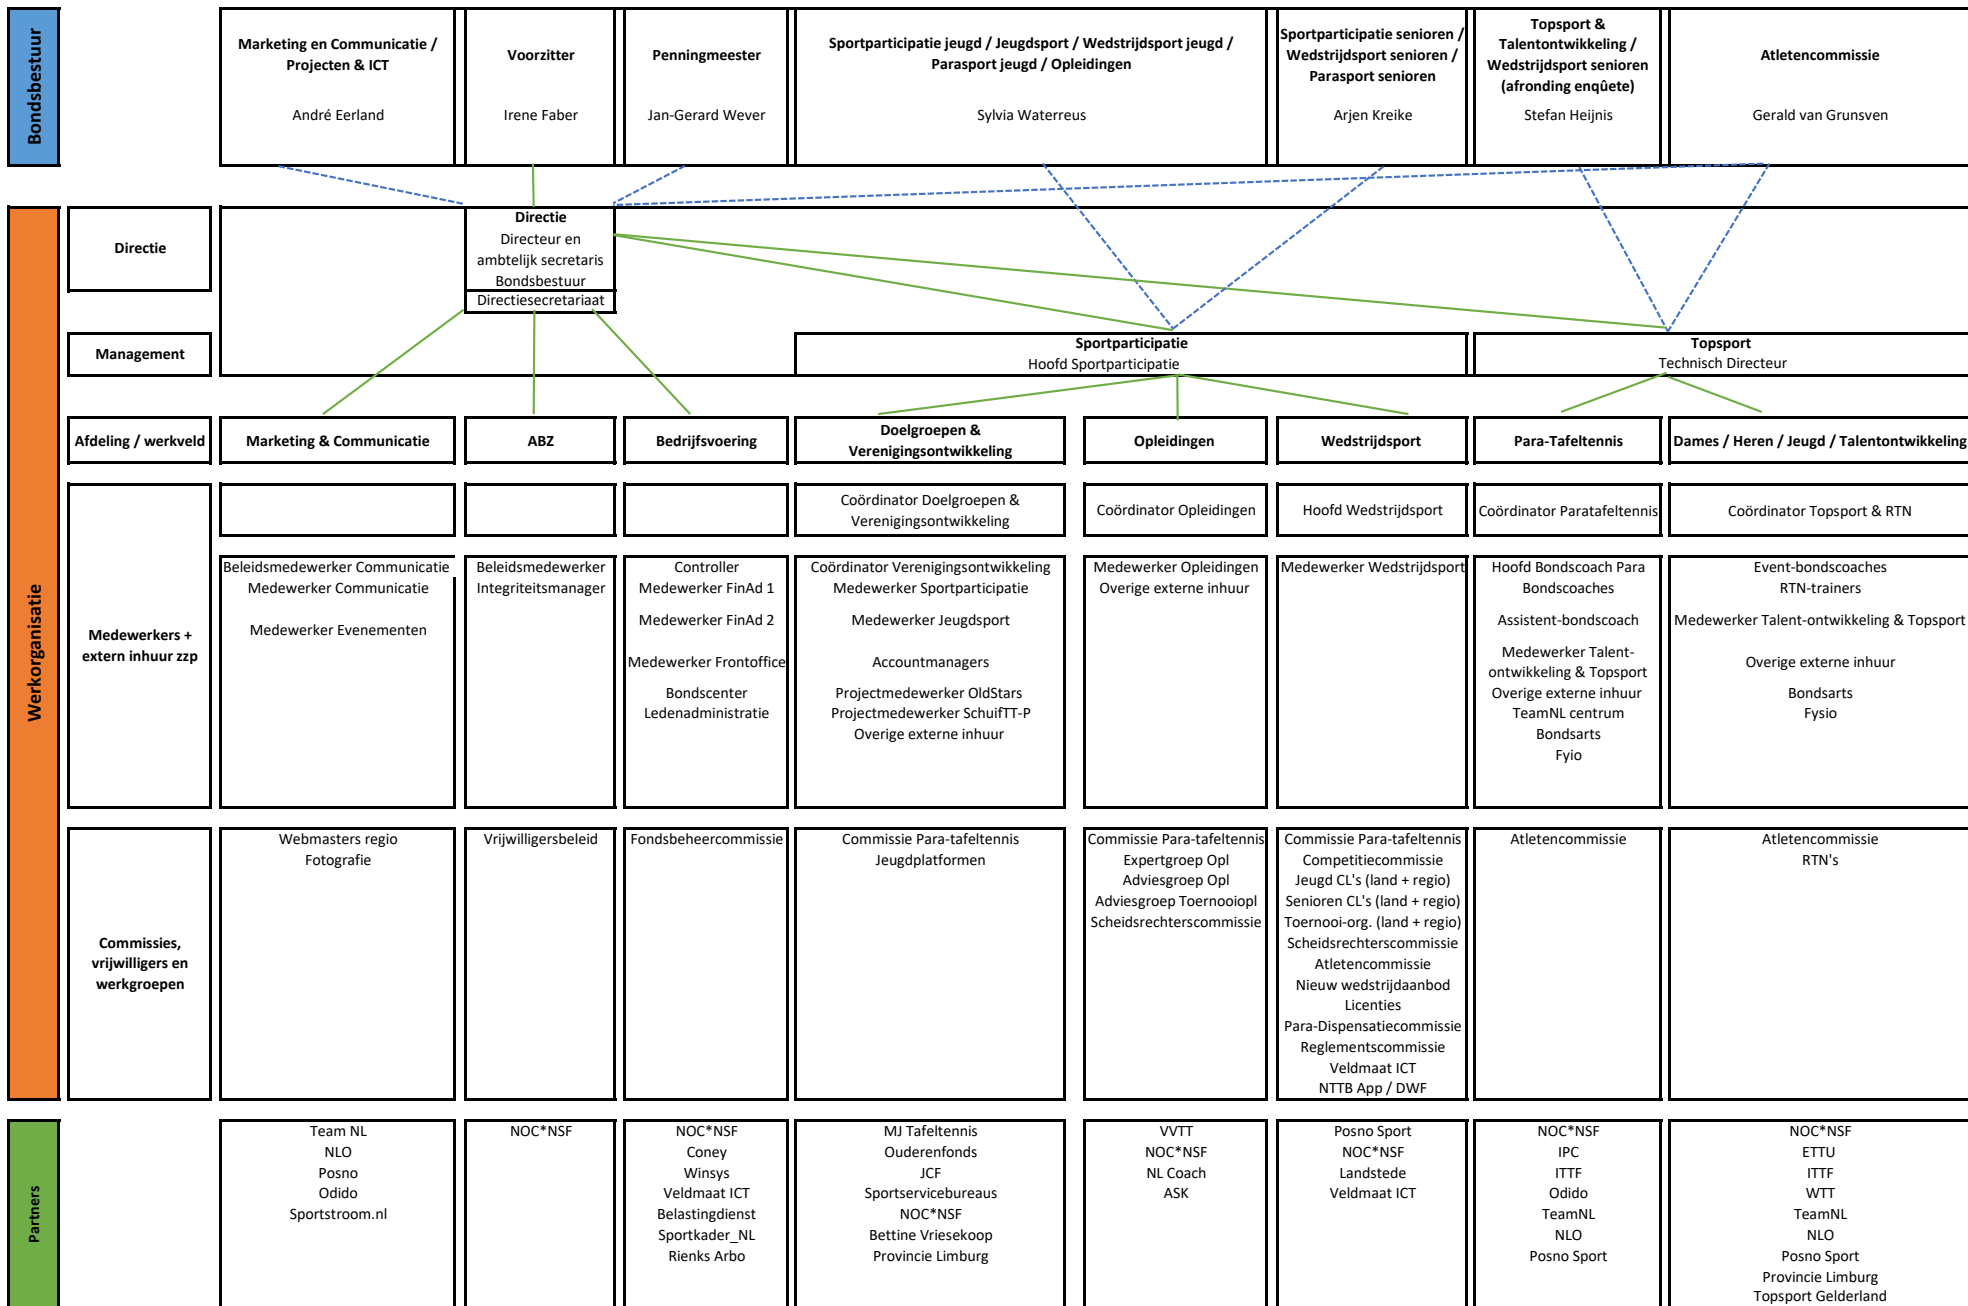 Bondsbestuur
Marketing en Communicatie /
Projecten & ICT
André Eerland
Voorzitter
Irene Faber
Penningmeester
Jan-Gerard Wever
Sportparticipatie jeugd / Jeugdsport / Wedstrijdsport jeugd /
Parasport jeugd / Opleidingen
Sylvia Waterreus
Sportparticipatie senioren /
Wedstrijdsport senioren /
Parasport senioren
Arjen Kreike
Topsport &
Talentontwikkeling /
Wedstrijdsport senioren
(afronding enqûete)
Stefan Heijnis
Atletencommissie
Gerald van Grunsven
Werkorganisatie
Directie
Directie
Directeur en
ambtelijk secretaris
Bondsbestuur
Directiesecretariaat
Management
Sportparticipatie
Hoofd Sportparticipatie
Topsport
Technisch Directeur
Afdeling / werkveld
Marketing & Communicatie
ABZ
Bedrijfsvoering
Doelgroepen &
Verenigingsontwikkeling
Opleidingen
Wedstrijdsport
Para-Tafeltennis
Dames / Heren / Jeugd / Talentontwikkeling
Medewerkers +
extern inhuur zzp
Coördinator Doelgroepen &
Verenigingsontwikkeling
Coördinator Opleidingen
Hoofd Wedstrijdsport
Coördinator Paratafeltennis
Coördinator Topsport & RTN
Beleidsmedewerker Communicatie
Medewerker Communicatie
Medewerker Evenementen
Beleidsmedewerker
Integriteitsmanager
Controller
Medewerker FinAd 1
Medewerker FinAd 2
Medewerker Frontoffice
Bondscenter
Ledenadministratie
Coördinator Verenigingsontwikkeling
Medewerker Sportparticipatie
Medewerker Jeugdsport
Accountmanagers
Projectmedewerker OldStars
Projectmedewerker SchuifTT-P
Overige externe inhuur
Medewerker Opleidingen
Overige externe inhuur
Medewerker Wedstrijdsport
Hoofd Bondscoach Para
Bondscoaches
Assistent-bondscoach
Medewerker Talent-
ontwikkeling & Topsport
Overige externe inhuur
TeamNL centrum
Bondsarts
Fyio
Event-bondscoaches
RTN-trainers
Medewerker Talent-ontwikkeling & Topsport
Overige externe inhuur
Bondsarts
Fysio
Commissies,
vrijwilligers en
werkgroepen
Webmasters regio
Fotografie
Vrijwilligersbeleid
Fondsbeheercommissie
Commissie Para-tafeltennis
Jeugdplatformen
Commissie Para-tafeltennis
Expertgroep Opl
Adviesgroep Opl
Adviesgroep Toernooiopl
Scheidsrechterscommissie
Commissie Para-tafeltennis
Competitiecommissie
Jeugd CL's (land + regio)
Senioren CL's (land + regio)
Toernooi-org. (land + regio)
Scheidsrechterscommissie
Atletencommissie
Nieuw wedstrijdaanbod
Licenties
Para-Dispensatiecommissie
Reglementscommissie
Veldmaat ICT
NTTB App / DWF
Atletencommissie
Atletencommissie
RTN's
Partners
Team NL
NLO
Posno
Odido
Sportstroom.nl
NOC*NSF
NOC*NSF
Coney
Winsys
Veldmaat ICT
Belastingdienst
Sportkader_NL
Rienks Arbo
MJ Tafeltennis
Ouderenfonds
JCF
Sportservicebureaus
NOC*NSF
Bettine Vriesekoop
Provincie Limburg
VVTT
NOC*NSF
NL Coach
ASK
Posno Sport
NOC*NSF
Landstede
Veldmaat ICT
NOC*NSF
IPC
ITTF
Odido
TeamNL
NLO
Posno Sport
NOC*NSF
ETTU
ITTF
WTT
TeamNL
NLO
Posno Sport
Provincie Limburg
Topsport Gelderland